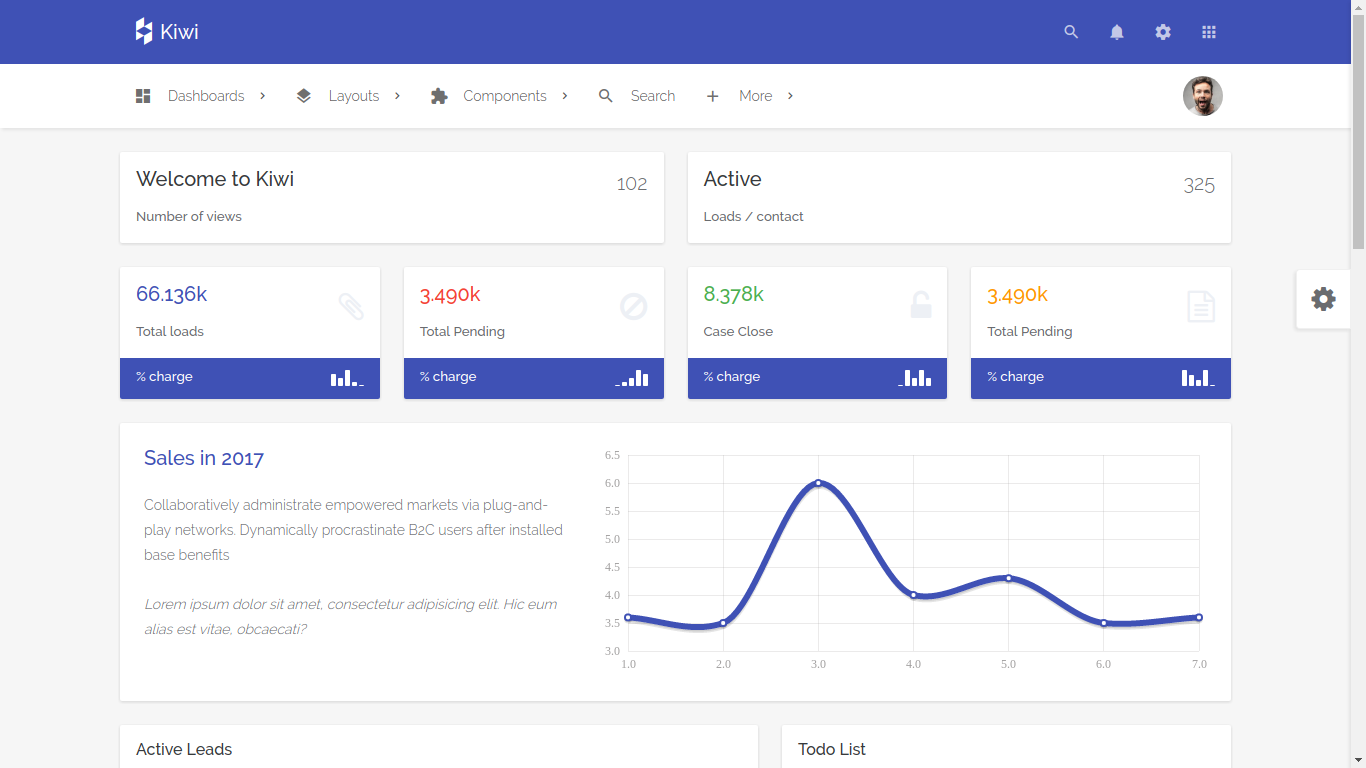 Kiwi
Dashboards
Layouts
Components
Search
More
Welcome to Kiwi
102
Number of views
Active
325
Loads / contact
66.136k
Total loads
% charge
3.490k
Total Pending
% charge
8.378k
Case Close
% charge
3.490k
Total Pending
% charge
Sales in 2017
Collaboratively administrate empowered markets via plug-and-
play networks. Dynamically procrastinate B2C users after installed
base benefits
Lorem ipsum dolor sit amet, consectetur adipisicing elit. Hic eum
alias est vitae, obcaecati?
6.5
6.0
5.5
5.0
4.5
4.0
3.5
3.0
1.0 2.0 3.0 4.0 5.0 6.0 7.0
Active Leads
Todo List